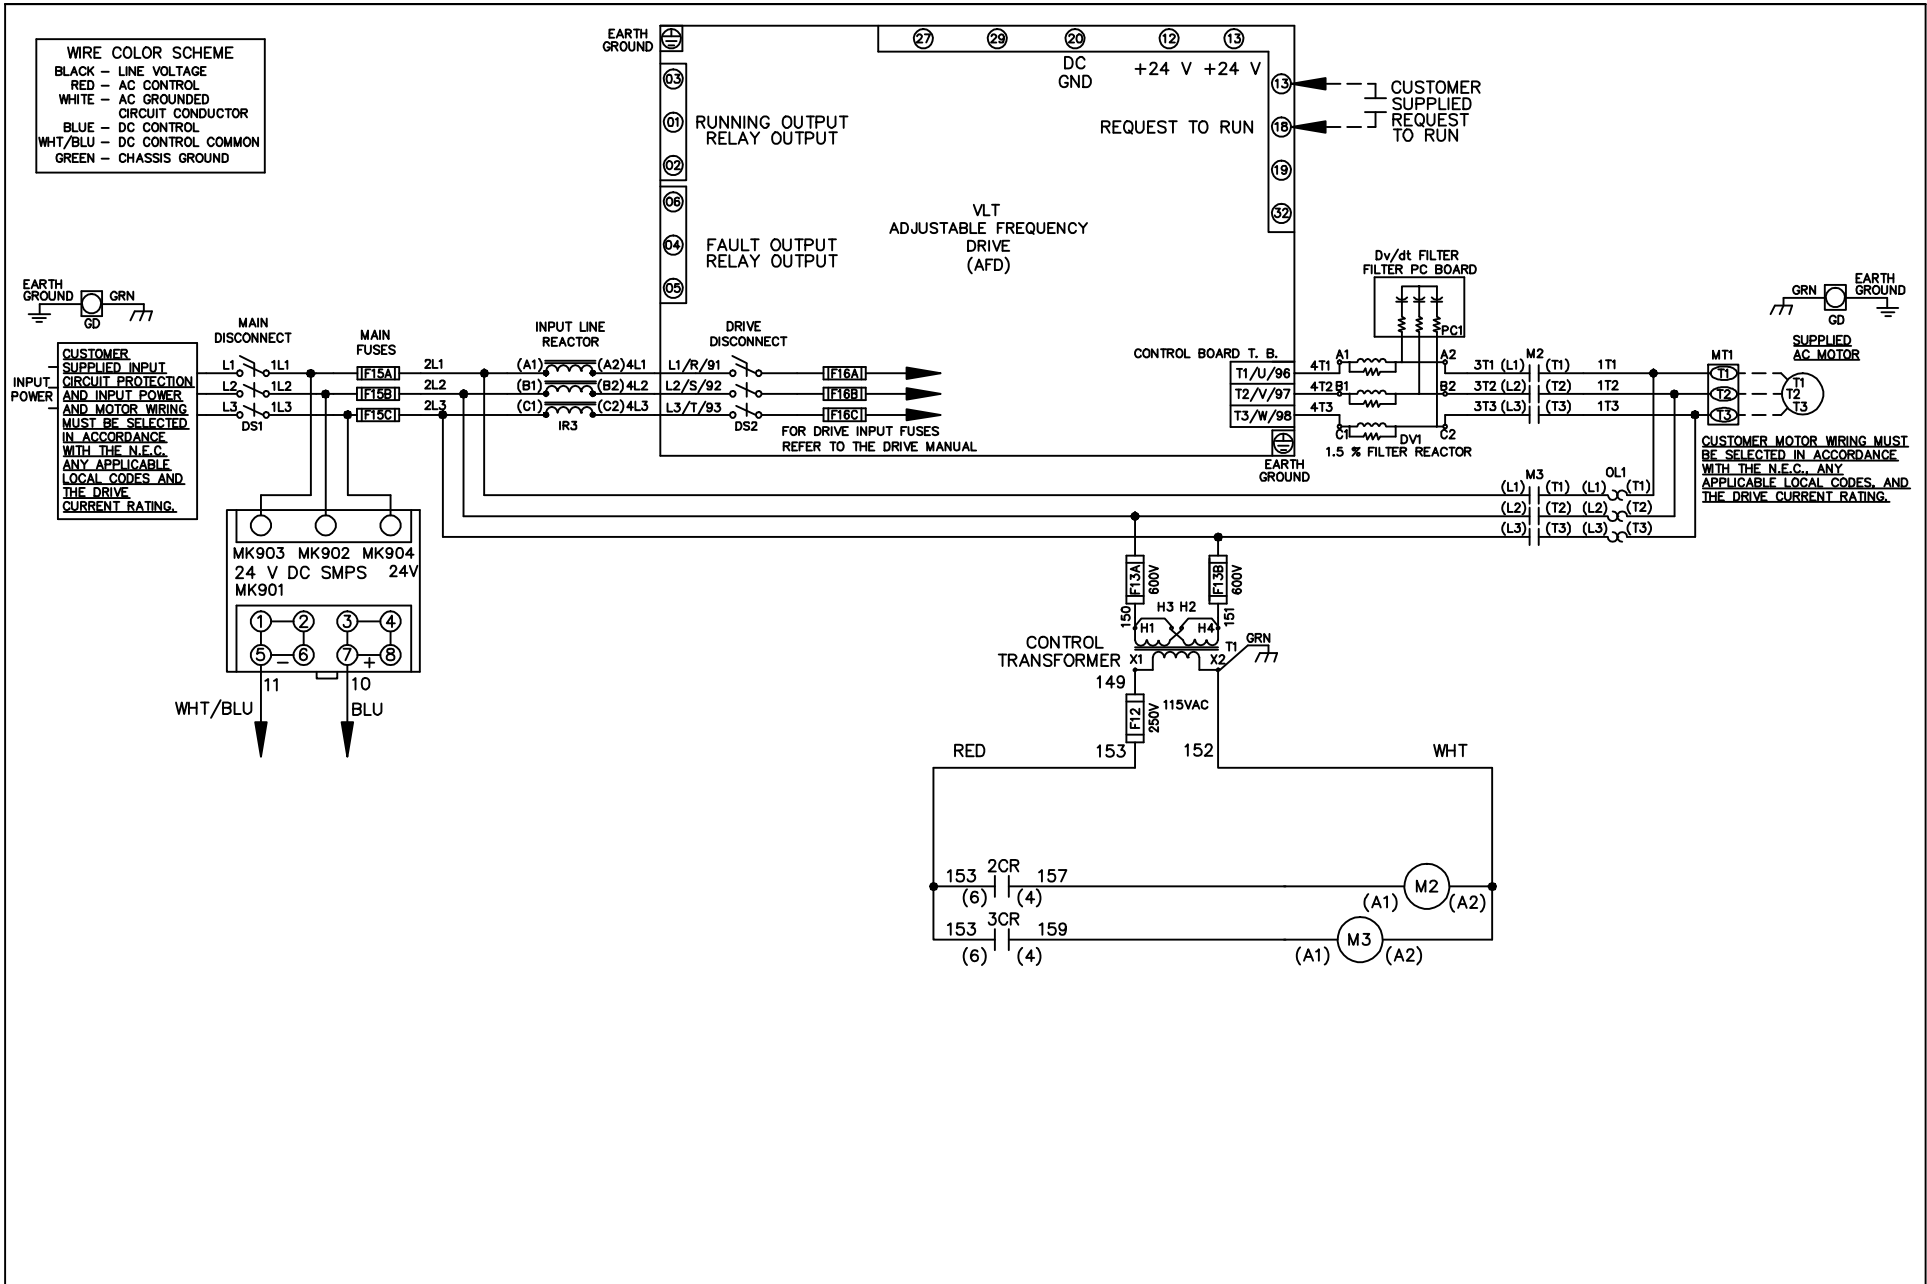 WIRE COLOR SCHEME
BLACK – LINE VOLTAGE
RED – AC CONTROL
WHITE – AC GROUNDED
CIRCUIT CONDUCTOR
BLUE – DC CONTROL
WHT/BLU – DC CONTROL COMMON
GREEN – CHASSIS GROUND
EARTH
GROUND
03
01
02
RUNNING OUTPUT
RELAY OUTPUT
06
04
05
FAULT OUTPUT
RELAY OUTPUT
27 29 20 12 13
DC
GND
+24 V +24 V
13
18
19
32
REQUEST TO RUN
CUSTOMER
SUPPLIED
REQUEST
TO RUN
VLT
ADJUSTABLE FREQUENCY
DRIVE
(AFD)
Dv/dt FILTER
FILTER PC BOARD
PC1
EARTH
GROUND
GRN
GD
INPUT
POWER
CUSTOMER
SUPPLIED INPUT
CIRCUIT PROTECTION
AND INPUT POWER
AND MOTOR WIRING
MUST BE SELECTED
IN ACCORDANCE
WITH THE N.E.C.
ANY APPLICABLE
LOCAL CODES AND
THE DRIVE
CURRENT RATING.
MAIN
DISCONNECT
L1 1L1
L2 1L2
L3 1L3
DS1
MAIN
FUSES
F15A
F15B
F15C
2L1
2L2
2L3
INPUT LINE
REACTOR
(A1) (A2) 4L1
(B1) (B2) 4L2
(C1) (C2) 4L3
IR3
DRIVE
DISCONNECT
L1/R/91
L2/S/92
L3/T/93
DS2
F16A
F16B
F16C
FOR DRIVE INPUT FUSES
REFER TO THE DRIVE MANUAL
CONTROL BOARD T. B.
T1/U/96
T2/V/97
T3/W/98
EARTH
GROUND
4T1 A1 A2
4T2 B1 B2
4T3 C1 C2
DV1
1.5 % FILTER REACTOR
M2
3T1 (L1) (T1) 1T1
3T2 (L2) (T2) 1T2
3T3 (L3) (T3) 1T3
MT1
T1
T2
T3
GRN
EARTH
GROUND
GD
SUPPLIED
AC MOTOR
T1
T2
T3
CUSTOMER MOTOR WIRING MUST
BE SELECTED IN ACCORDANCE
WITH THE N.E.C., ANY
APPLICABLE LOCAL CODES, AND
THE DRIVE CURRENT RATING.
M3 OL1
(L1) (T1) (L1) (T1)
(L2) (T2) (L2) (T2)
(L3) (T3) (L3) (T3)
MK903 MK902 MK904
24 V DC SMPS 24V
MK901
1 2 3 4
5 – 6 7 + 8
11 10
WHT/BLU BLU
F13A
600V
F13B
600V
150
151
H3 H2
H1 H4
CONTROL
TRANSFORMER
X1 X2
T1
GRN
149
F12
250V
115VAC
153 152
RED WHT
153 2CR 157
(6) (4)
M2
(A1) (A2)
153 3CR 159
(6) (4)
M3
(A1) (A2)